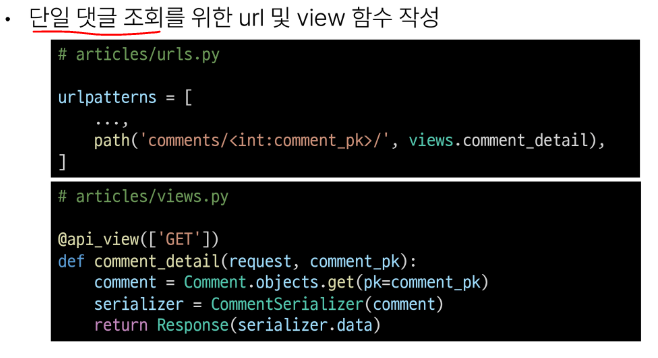 • 단일 댓글 조회를 위한 url 및 view 함수 작성
# articles/urls.py
urlpatterns = [
    ...,
    path('comments/<int:comment_pk>/', views.comment_detail),
]
# articles/views.py
@api_view(['GET'])
def comment_detail(request, comment_pk):
    comment = Comment.objects.get(pk=comment_pk)
    serializer = CommentSerializer(comment)
    return Response(serializer.data)